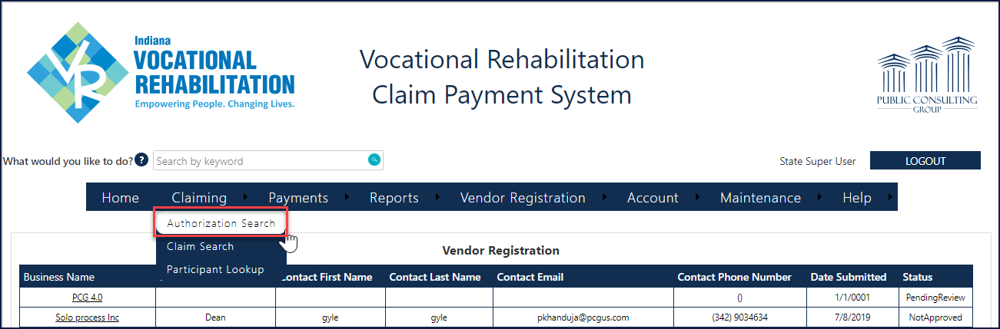 Indiana
VOCATIONAL
REHABILITATION
Empowering People. Changing Lives.
VR
Vocational Rehabilitation
Claim Payment System
PUBLIC CONSULTING
GROUP
What would you like to do? ? Search by keyword State Super User LOGOUT
Home Claiming Payments Reports Vendor Registration Account Maintenance Help
Authorization Search
Claim Search
Participant Lookup
Vendor Registration
Business Name Contact First Name Contact Last Name Contact Email Contact Phone Number Date Submitted Status
PCG 4.0 () 1/1/0001 PendingReview
Solo process Inc Dean gyle gyle pkhanduja@pcgus.com (342) 9034634 7/8/2019 NotApproved